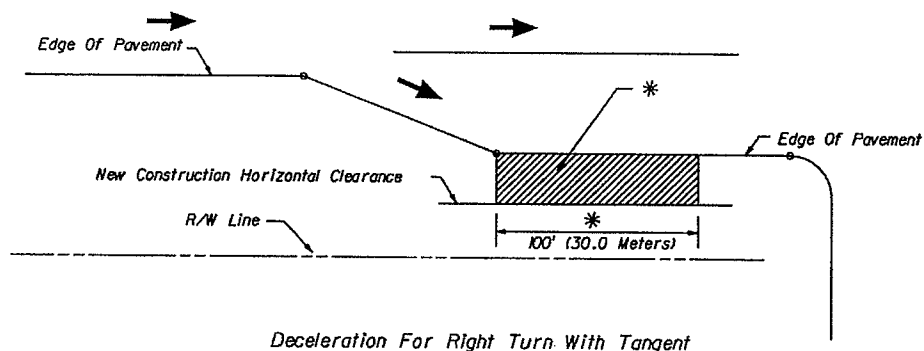 Edge Of Pavement
*
Edge Of Pavement
New Construction Horizontal Clearance
*
R/W Line
100' (30.0 Meters)
Deceleration For Right Turn With Tangent